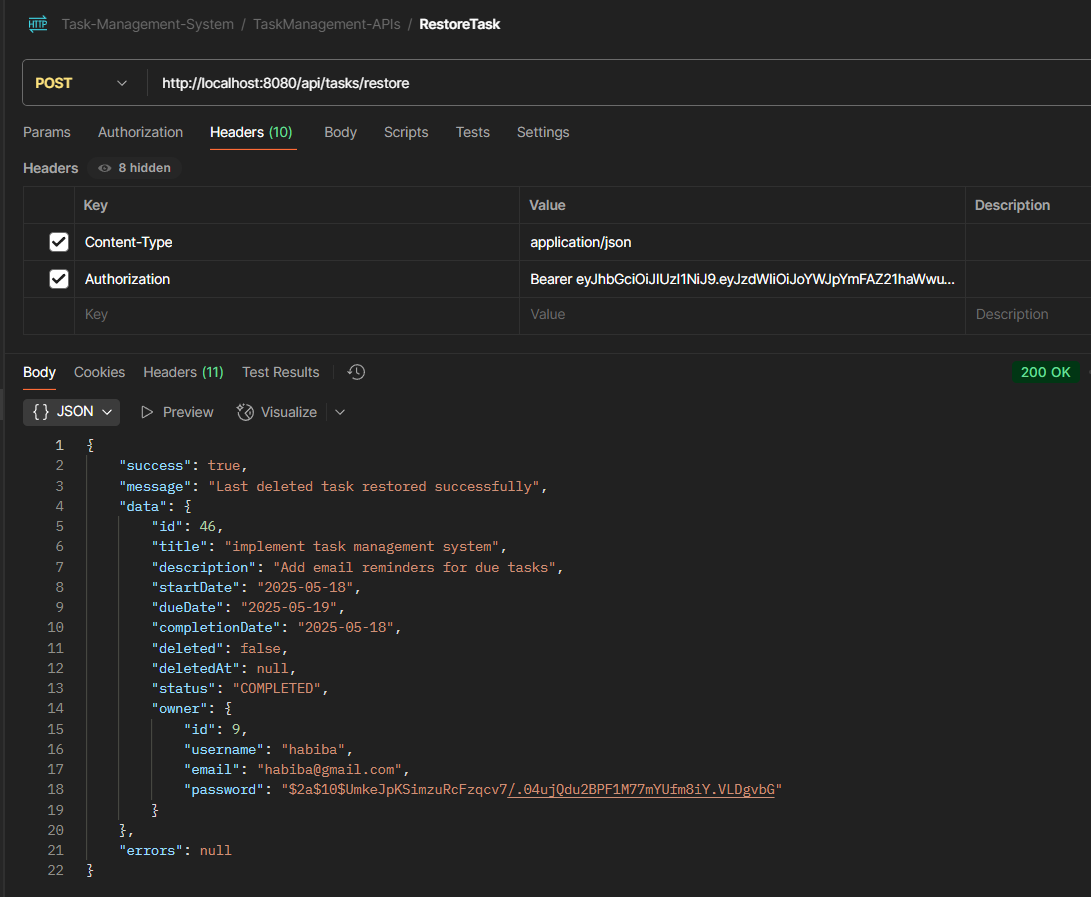 HTTP Task-Management-System / TaskManagement-APIs / RestoreTask
POST http://localhost:8080/api/tasks/restore
Params Authorization Headers (10) Body Scripts Tests Settings
Headers 8 hidden
Key Value Description
Content-Type application/json
Authorization Bearer eyJhbGciOiJIUzI1NiJ9.eyJzdWIiOiJoYWJpYmFAZ21haWwu...
Key Value Description
Body Cookies Headers (11) Test Results 200 OK
{} JSON Preview Visualize
1 {
2 "success": true,
3 "message": "Last deleted task restored successfully",
4 "data": {
5 "id": 46,
6 "title": "implement task management system",
7 "description": "Add email reminders for due tasks",
8 "startDate": "2025-05-18",
9 "dueDate": "2025-05-19",
10 "completionDate": "2025-05-18",
11 "deleted": false,
12 "deletedAt": null,
13 "status": "COMPLETED",
14 "owner": {
15 "id": 9,
16 "username": "habiba",
17 "email": "habiba@gmail.com",
18 "password": "$2a$10$UmkeJpKSimzuRcFzqcv7/.04ujQdu2BPF1M77mYUfm8iY.VLDgvbG"
19 }
20 },
21 "errors": null
22 }